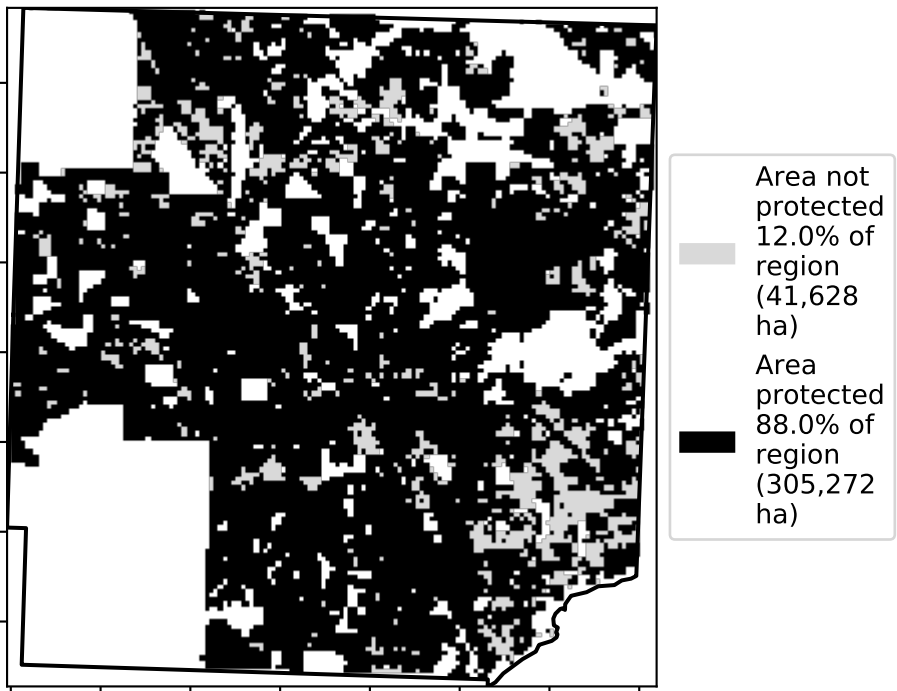 Area not
protected
12.0% of
region
(41,628
ha)
Area
protected
88.0% of
region
(305,272
ha)